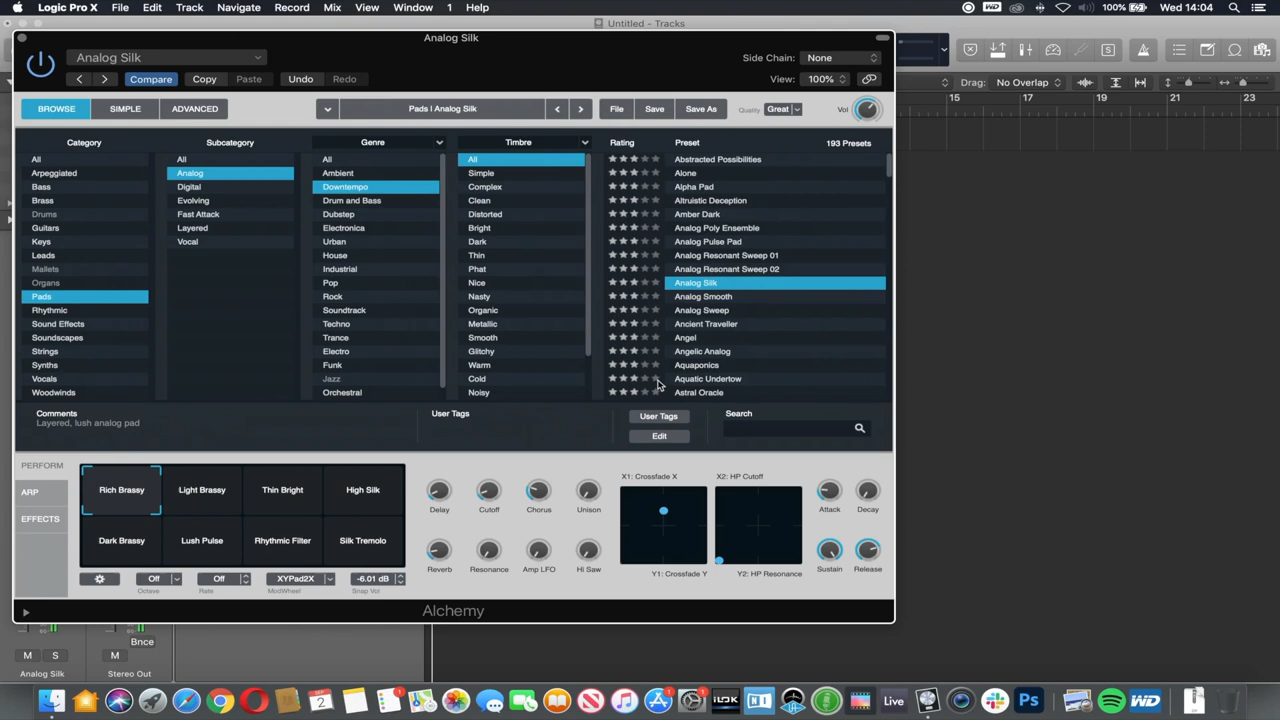 Logic Pro X File Edit Track Navigate Record Mix View Window 1 Help
100% Wed 14:04
Untitled - Tracks
Analog Silk
Analog Silk
Side Chain: None
Compare Copy Paste Undo Redo
View: 100%
Drag: No Overlap
15 17 19 21 23
BROWSE SIMPLE ADVANCED
Pads | Analog Silk
File Save Save As
Quality Great
Vol
Category Subcategory Genre Timbre Rating Preset 193 Presets
All All All All Abstracted Possibilities
Arpeggiated Analog Ambient Simple Alone
Bass Digital Downtempo Complex Alpha Pad
Brass Evolving Drum and Bass Clean Altruistic Deception
Drums Fast Attack Dubstep Distorted Amber Dark
Guitars Layered Electronica Bright Analog Poly Ensemble
Keys Vocal Urban Dark Analog Pulse Pad
Leads House Thin Analog Resonant Sweep 01
Mallets Industrial Phat Analog Resonant Sweep 02
Organs Pop Nice Analog Silk
Pads Rock Nasty Analog Smooth
Rhythmic Soundtrack Organic Analog Sweep
Sound Effects Techno Metallic Ancient Traveller
Soundscapes Trance Smooth Angel
Strings Electro Glitchy Angelic Analog
Synths Funk Warm Aquaponics
Vocals Jazz Cold Aquatic Undertow
Woodwinds Orchestral Noisy Astral Oracle
Comments User Tags User Tags Search
Layered, lush analog pad
Edit
PERFORM
ARP
EFFECTS
Rich Brassy Light Brassy Thin Bright High Silk
Dark Brassy Lush Pulse Rhythmic Filter Silk Tremolo
Off Off XYPad2X -6.01 dB
Octave Rate ModWheel Snap Vol
Delay Cutoff Chorus Unison
Reverb Resonance Amp LFO Hi Saw
X1: Crossfade X X2: HP Cutoff
Y1: Crossfade Y Y2: HP Resonance
Attack Decay
Sustain Release
Alchemy
Bnce
M S M
Analog Silk Stereo Out
Live
Ps
WD